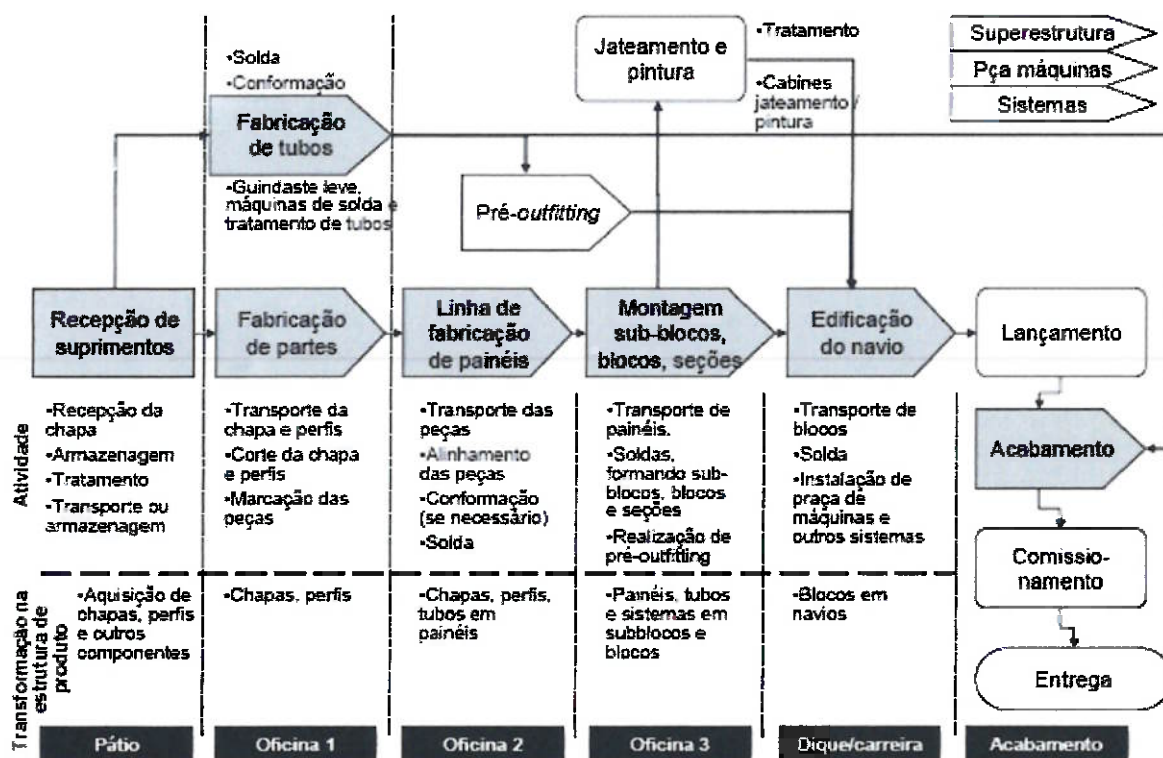 •Solda
•Conformação
Fabricação
de tubos
•Guindaste leve,
máquinas de solda e
tratamento de tubos
Jateamento e
pintura
•Tratamento
•Cabines
jateamento /
pintura
Superestrutura
Pça máquinas
Sistemas
Pré-outfitting
Recepção de
suprimentos
Fabricação
de partes
Linha de
fabricação
de painéis
Montagem
sub-blocos,
blocos, seções
Edificação
do navio
Lançamento
Acabamento
Comissio-
namento
Entrega
Atividade
•Recepção da
chapa
•Armazenagem
•Tratamento
•Transporte ou
armazenagem
•Transporte da
chapa e perfis
•Corte da chapa
e perfis
•Marcação das
peças
•Transporte das
peças
•Alinhamento
das peças
•Conformação
(se necessário)
•Solda
•Transporte de
painéis.
•Soldas,
formando sub-
blocos, blocos
e seções
•Realização de
pré-outfitting
•Transporte de
blocos
•Solda
•Instalação de
praça de
máquinas e
outros sistemas
Transformação na
estrutura de
produto
•Aquisição de
chapas, perfis
e outros
componentes
•Chapas, perfis
•Chapas, perfis,
tubos em
painéis
•Painéis, tubos
e sistemas em
subblocos e
blocos
•Blocos em
navios
Pátio
Oficina 1
Oficina 2
Oficina 3
Dique/carreira
Acabamento